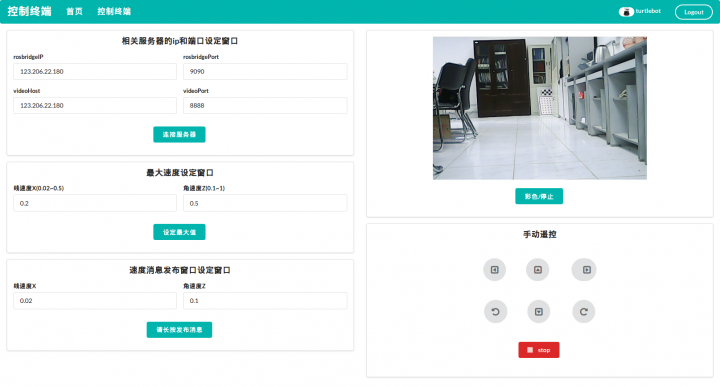 控制终端 首页 控制终端 turtlebot Logout
相关服务器的ip和端口设定窗口
rosbridgeIP rosbridgePort
123.206.22.180 9090
videoHost videoPort
123.206.22.180 8888
连接服务器
最大速度设定窗口
线速度X(0.02~0.5) 角速度Z(0.1~1)
0.2 0.5
设定最大值
速度消息发布窗口设定窗口
线速度X 角速度Z
0.02 0.1
请长按发布消息
彩色/停止
手动遥控
stop